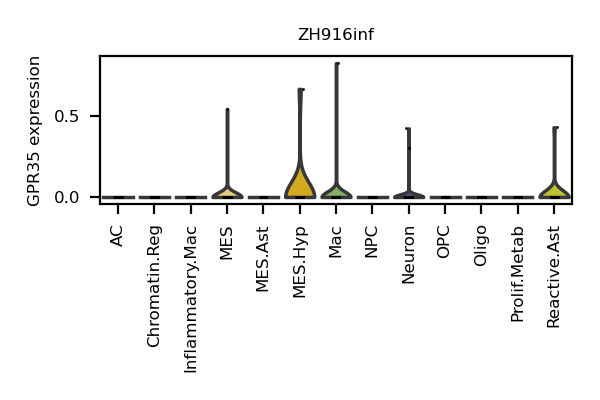 ZH916inf
GPR35 expression
0.5
0.0
AC
Chromatin.Reg
Inflammatory.Mac
MES
MES.Ast
MES.Hyp
Mac
NPC
Neuron
OPC
Oligo
Prolif.Metab
Reactive.Ast